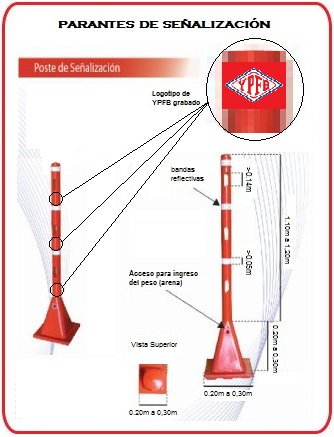 PARANTES DE SEÑALIZACIÓN
Poste de Señalización
Logotipo de
YPFB grabado
YPFB
bandas
reflectivas
>0.14m
1.10m a 1.20m
>0.05m
Acceso para ingreso
del peso (arena)
0.20m a 0,30m
Vista Superior
0.20m a 0,30m
0.20m a 0,30m